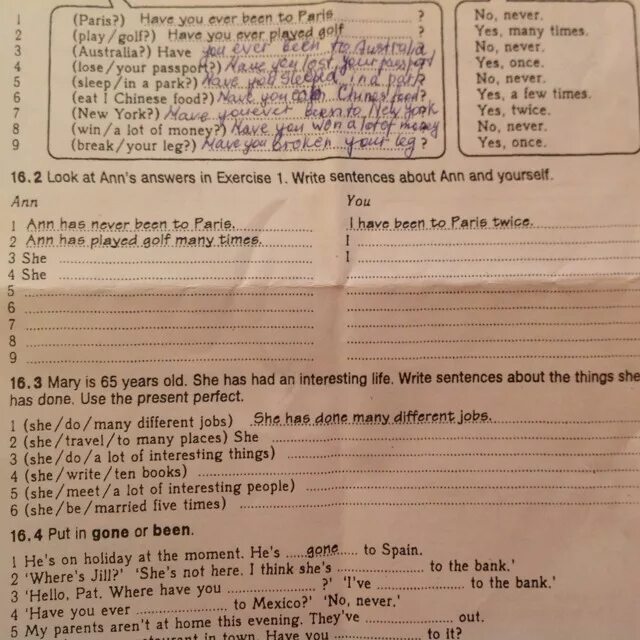 1 (Paris?) Have you ever been to Paris ? No, never.
2 (play/golf?) Have you ever played golf ? Yes, many times.
3 (Australia?) Have you ever been to Australia No, never.
4 (lose/your passport?) Have you lost your passport Yes, once.
5 (sleep/in a park?) Have you sleeped in a park No, never.
6 (eat I Chinese food?) Have you Chinese ? Yes, a few times.
7 (New York?) Have you ever been to New York Yes, twice.
8 (win/a lot of money?) Have you won a lot of money No, never.
9 (break/your leg?) Have you broken your leg ? Yes, once.
16.2 Look at Ann's answers in Exercise 1. Write sentences about Ann and yourself.
Ann You
1 Ann has never been to Paris. I have been to Paris twice.
2 Ann has played golf many times. I
3 She I
4 She
5
6
7
8
9
16.3 Mary is 65 years old. She has had an interesting life. Write sentences about the things she
has done. Use the present perfect.
1 (she/do/many different jobs) She has done many different jobs.
2 (she/travel/to many places) She
3 (she/do/a lot of interesting things)
4 (she/write/ten books)
5 (she/meet/a lot of interesting people)
6 (she/be/married five times)
16.4 Put in gone or been.
1 He's on holiday at the moment. He's gone to Spain.
2 'Where's Jill?' 'She's not here. I think she's to the bank.'
3 'Hello, Pat. Where have you ?' 'I've to the bank.'
4 'Have you ever to Mexico?' 'No, never.'
5 My parents aren't at home this evening. They've out.
restaurant in town. Have you to it?